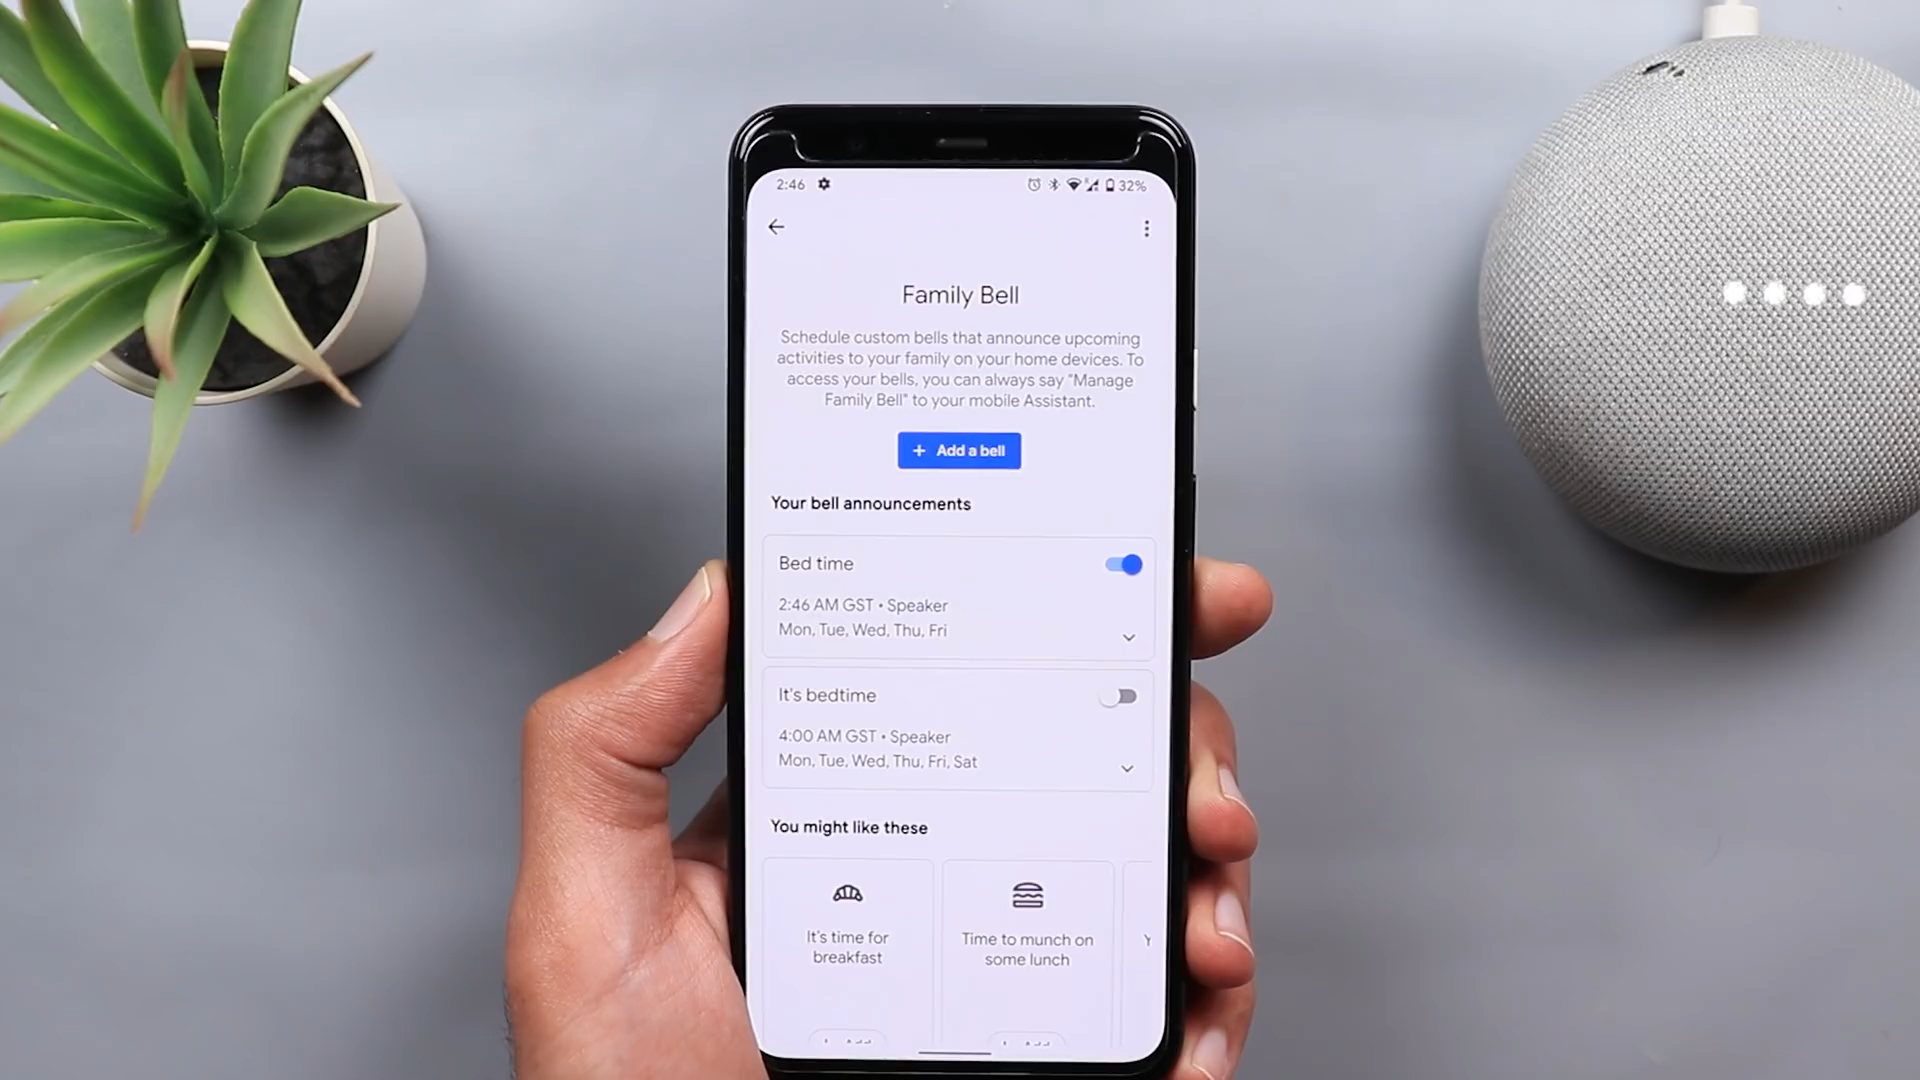 2:46 32%
Family Bell
Schedule custom bells that announce upcoming
activities to your family on your home devices. To
access your bells, you can always say "Manage
Family Bell" to your mobile Assistant.
+ Add a bell
Your bell announcements
Bed time
2:46 AM GST • Speaker
Mon, Tue, Wed, Thu, Fri
It's bedtime
4:00 AM GST • Speaker
Mon, Tue, Wed, Thu, Fri, Sat
You might like these
It's time for
breakfast
Time to munch on
some lunch